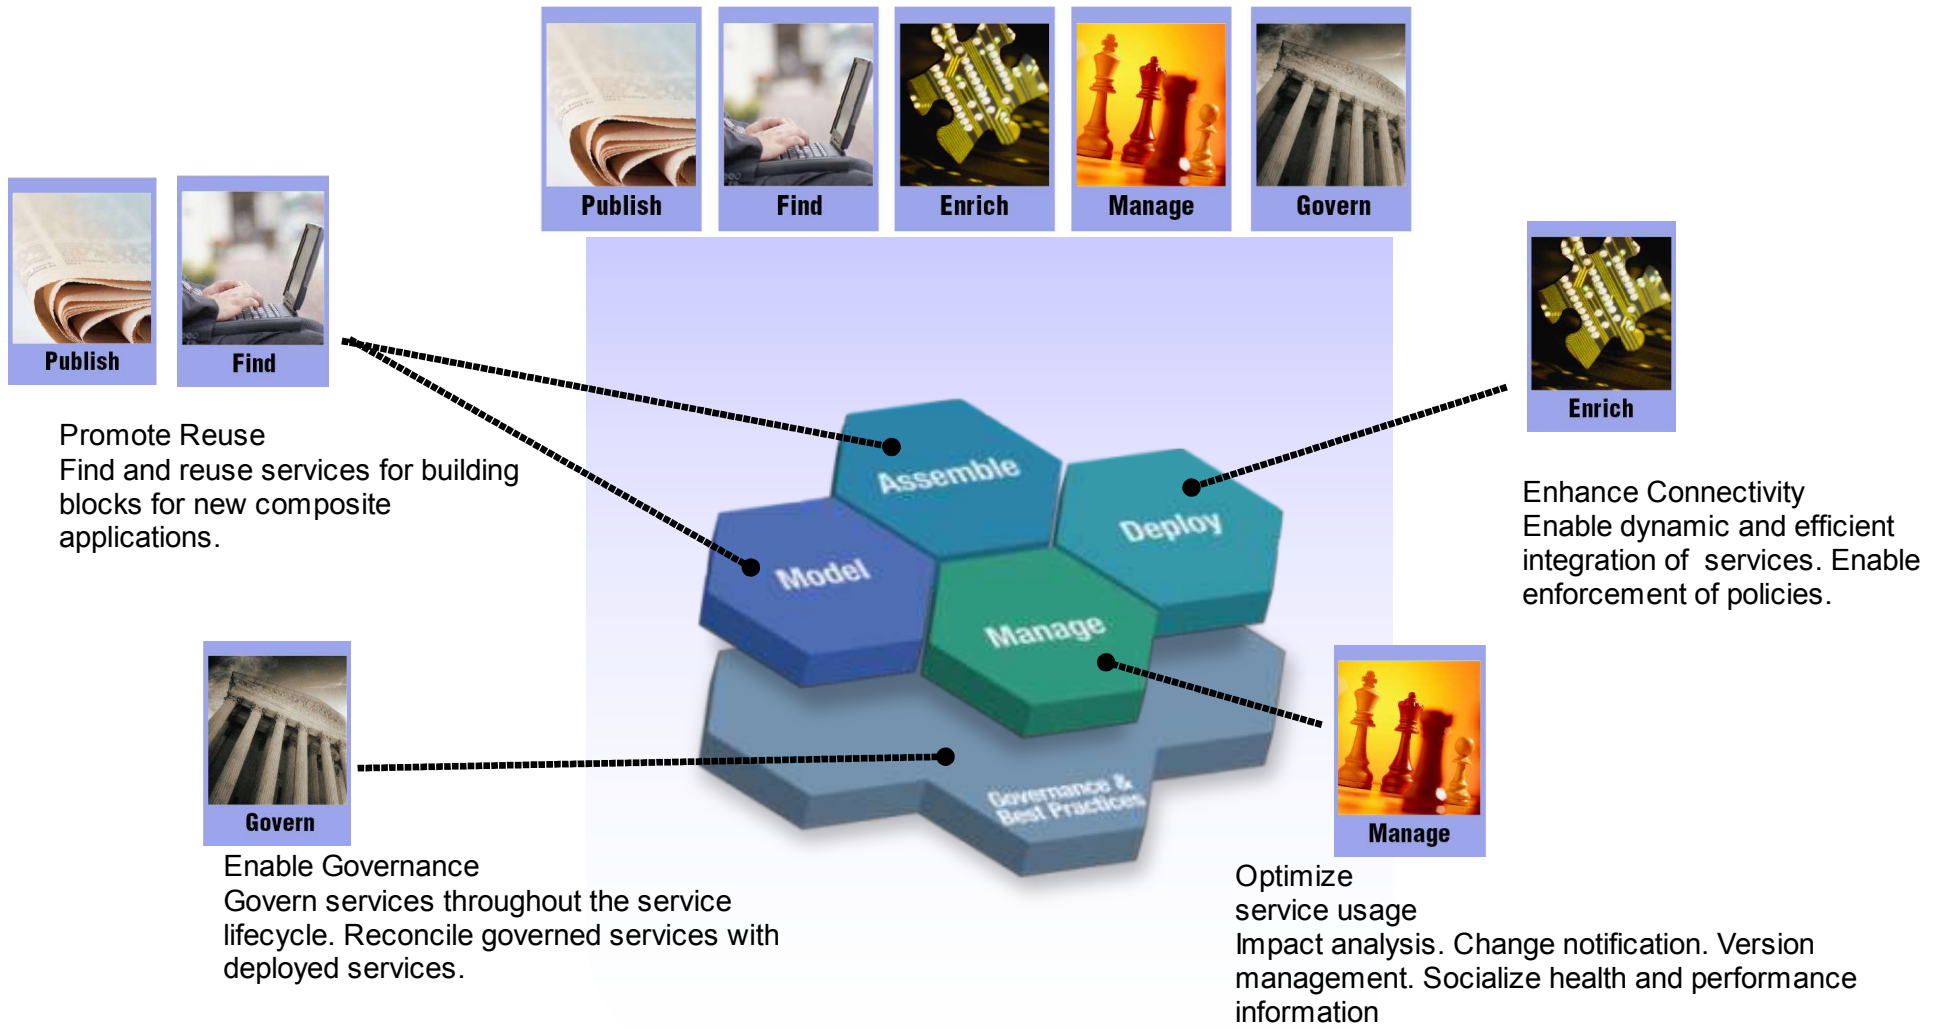 Publish
Find
Enrich
Manage
Govern
Publish
Find
Promote Reuse
Find and reuse services for building
blocks for new composite
applications.
Enrich
Enhance Connectivity
Enable dynamic and efficient
integration of  services. Enable
enforcement of policies.
Assemble
Deploy
Model
Manage
Governance &
Best Practices
Govern
Enable Governance
Govern services throughout the service
lifecycle. Reconcile governed services with
deployed services.
Manage
Optimize
service usage
Impact analysis. Change notification. Version
management. Socialize health and performance
information